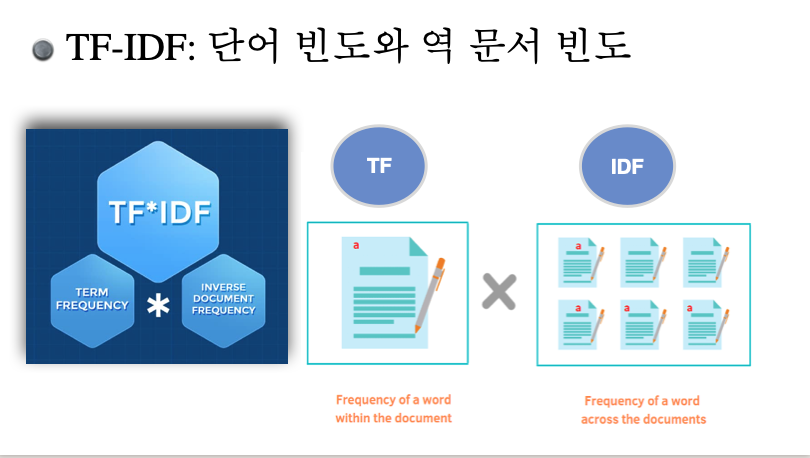 TF-IDF: 단어 빈도와 역 문서 빈도
TF*IDF
TERM
FREQUENCY
*
INVERSE
DOCUMENT
FREQUENCY
TF
a
Frequency of a word
within the document
IDF
a
a
a
a
Frequency of a word
across the documents